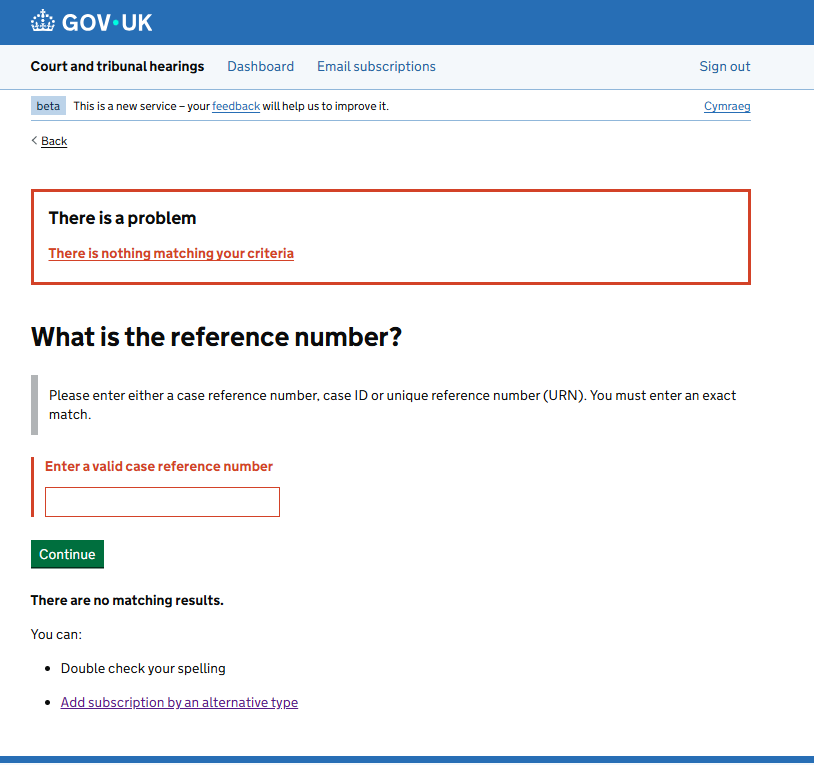 GOV·UK
Court and tribunal hearings Dashboard Email subscriptions Sign out
beta This is a new service – your feedback will help us to improve it. Cymraeg
Back
There is a problem
There is nothing matching your criteria
What is the reference number?
Please enter either a case reference number, case ID or unique reference number (URN). You must enter an exact
match.
Enter a valid case reference number
Continue
There are no matching results.
You can:
Double check your spelling
Add subscription by an alternative type